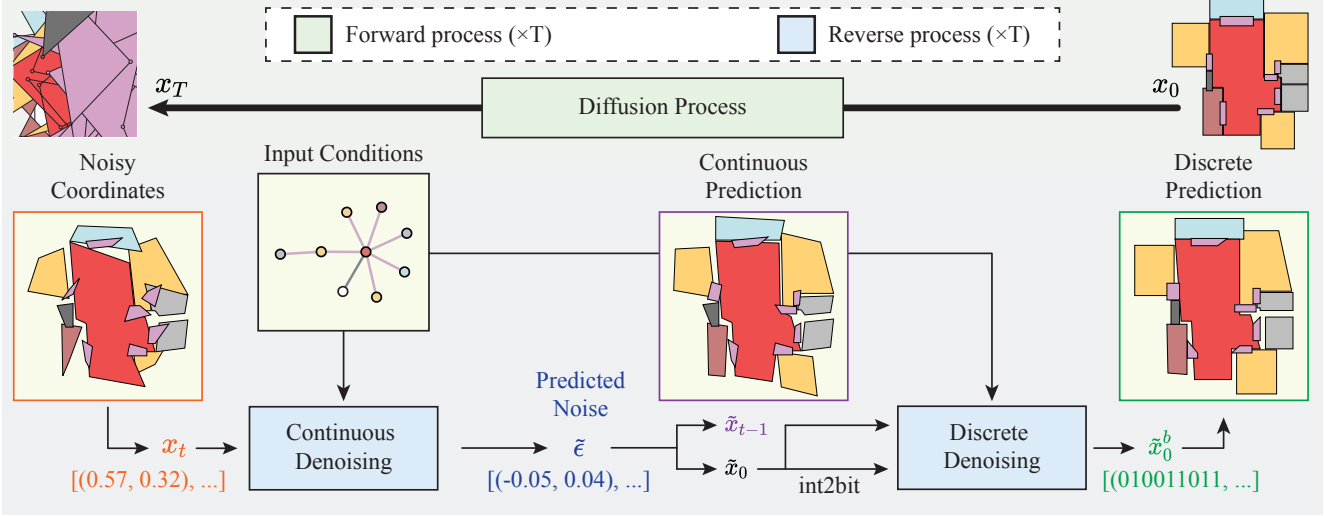 Forward process (×T)
Reverse process (×T)
x_T
Diffusion Process
x_0
Noisy
Coordinates
Input Conditions
Continuous
Prediction
Discrete
Prediction
x_t
[(0.57, 0.32), ...]
Continuous
Denoising
Predicted
Noise
ϵ̃
[(-0.05, 0.04), ...]
x̃_{t−1}
x̃_0
int2bit
Discrete
Denoising
x̃_0^b
[(010011011, ...]